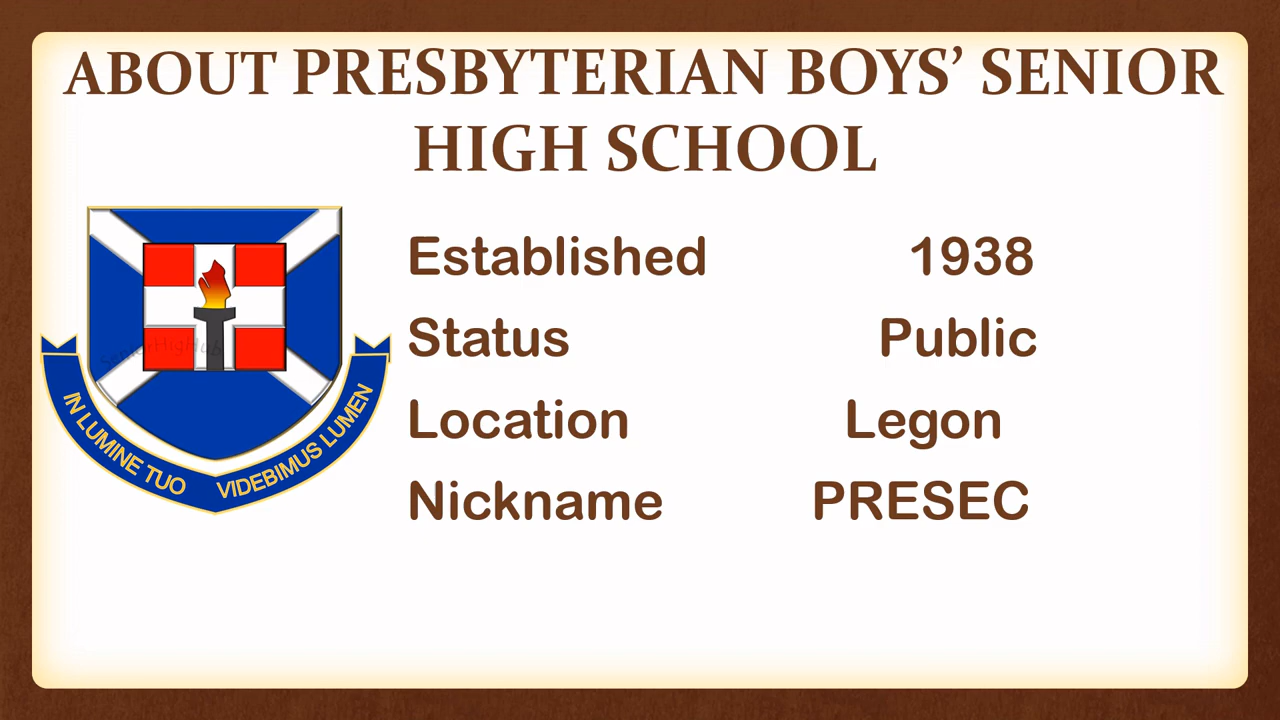 ABOUT PRESBYTERIAN BOYS’ SENIOR
HIGH SCHOOL
Established 1938
Status Public
Location Legon
Nickname PRESEC
SeniorHighHub
IN LUMINE TUO VIDEBIMUS LUMEN